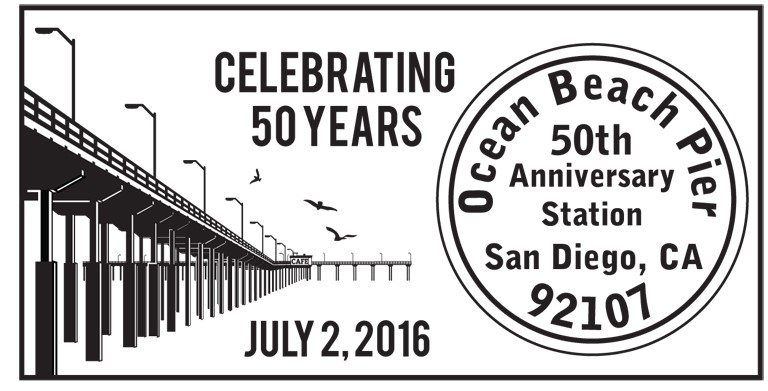 CELEBRATING
50 YEARS
CAFE
JULY 2, 2016
Ocean Beach Pier
50th
Anniversary
Station
San Diego, CA
92107